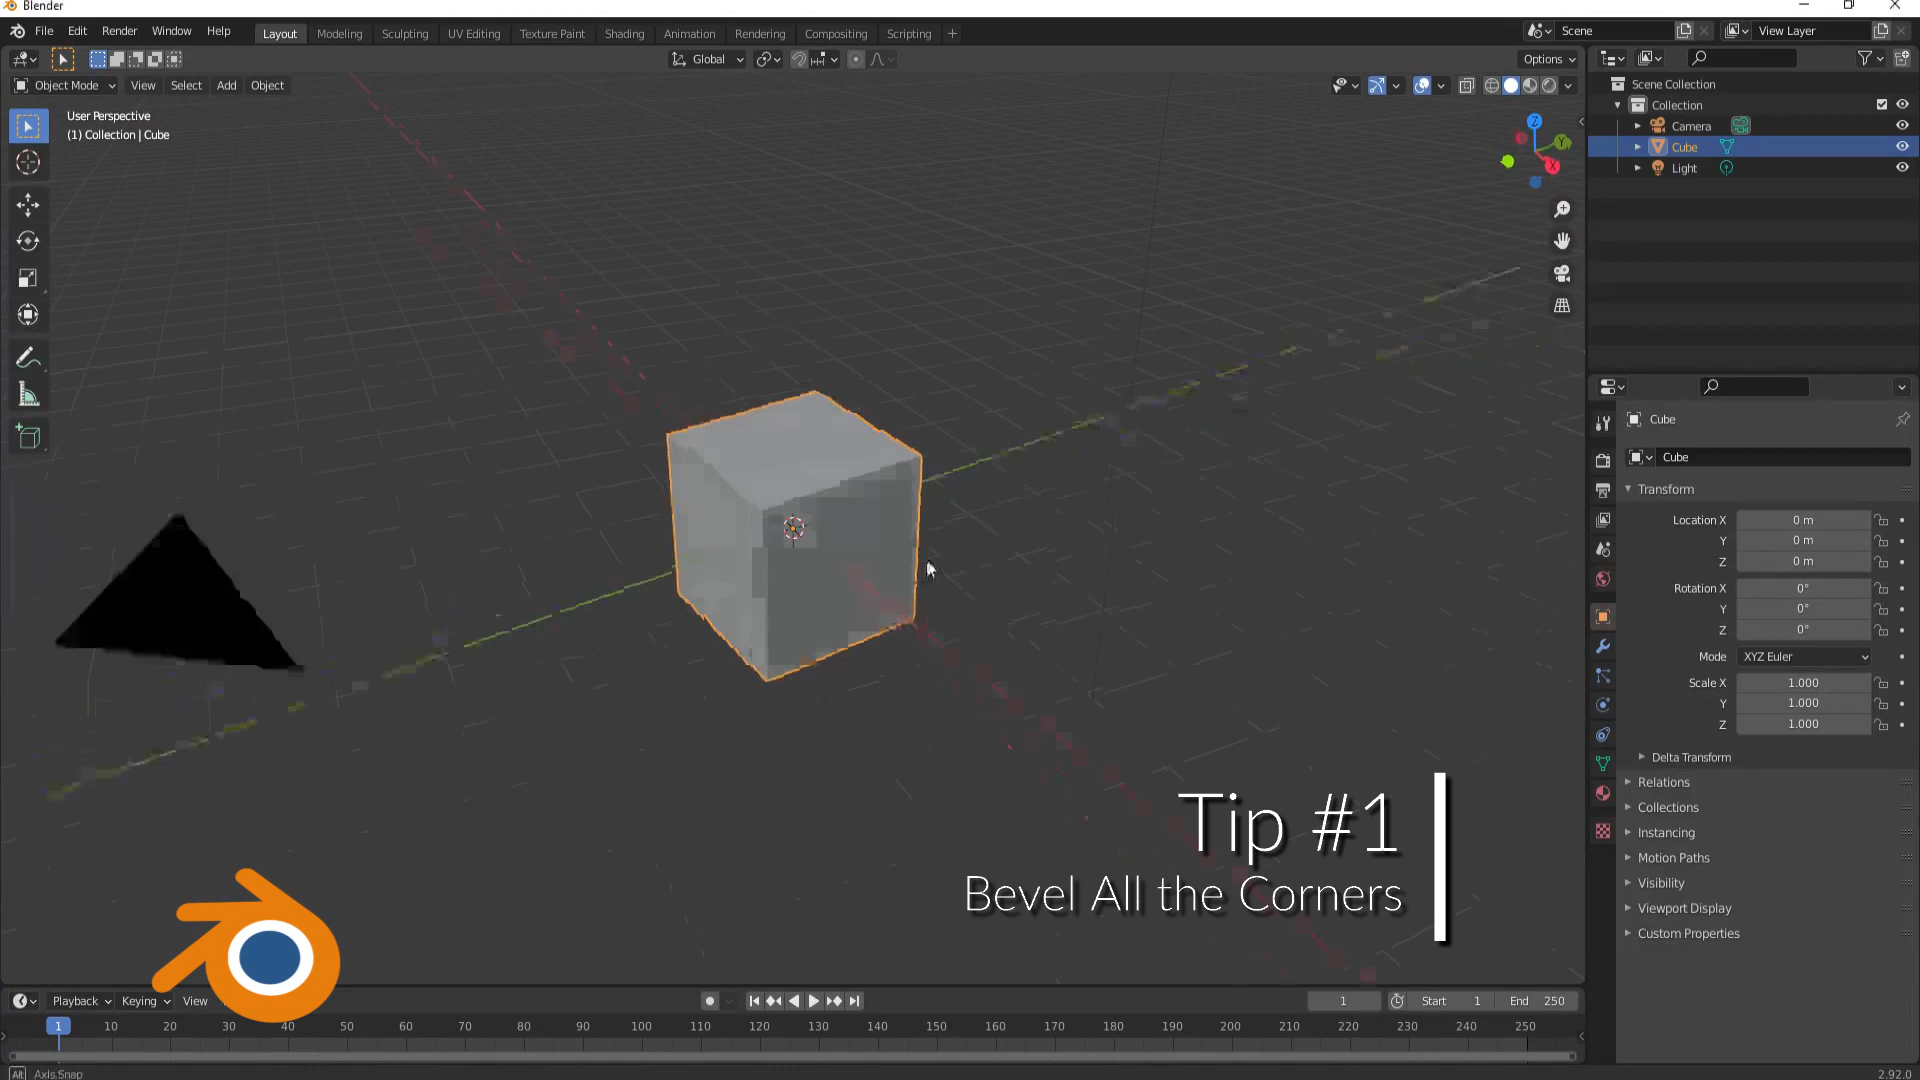 Blender
File Edit Render Window Help
Layout Modeling Sculpting UV Editing Texture Paint Shading Animation Rendering Compositing Scripting +
Scene
View Layer
Global
Options
Object Mode View Select Add Object
User Perspective
(1) Collection | Cube
Z
Y
X
Scene Collection
Collection
Camera
Cube
Light
Cube
Cube
Transform
Location X 0 m
Y 0 m
Z 0 m
Rotation X 0°
Y 0°
Z 0°
Mode XYZ Euler
Scale X 1.000
Y 1.000
Z 1.000
Delta Transform
Relations
Collections
Instancing
Motion Paths
Visibility
Viewport Display
Custom Properties
Tip #1
Bevel All the Corners
Playback Keying View
1
Start 1
End 250
1 10 20 30 40 50 60 70 80 90 100 110 120 130 140 150 160 170 180 190 200 210 220 230 240 250
Alt Axis Snap
2.92.0